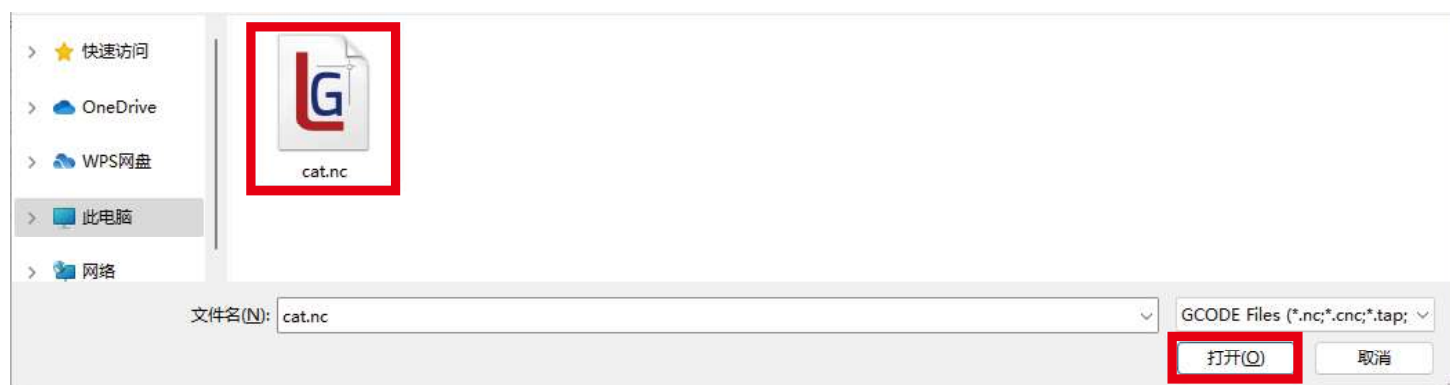 快速访问
OneDrive
WPS网盘
此电脑
网络
LG
cat.nc
文件名(N): cat.nc
GCODE Files (*.nc;*.cnc;*.tap;
打开(O)
取消